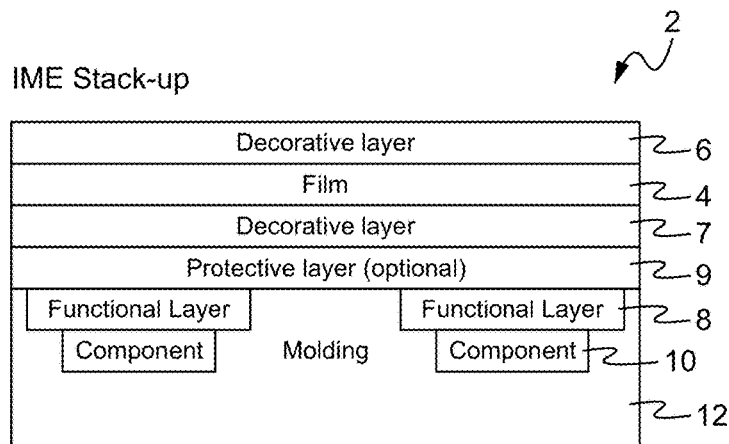 2
IME Stack-up
Decorative layer 6
Film 4
Decorative layer 7
Protective layer (optional) 9
Functional Layer Functional Layer 8
Component Molding Component 10
12